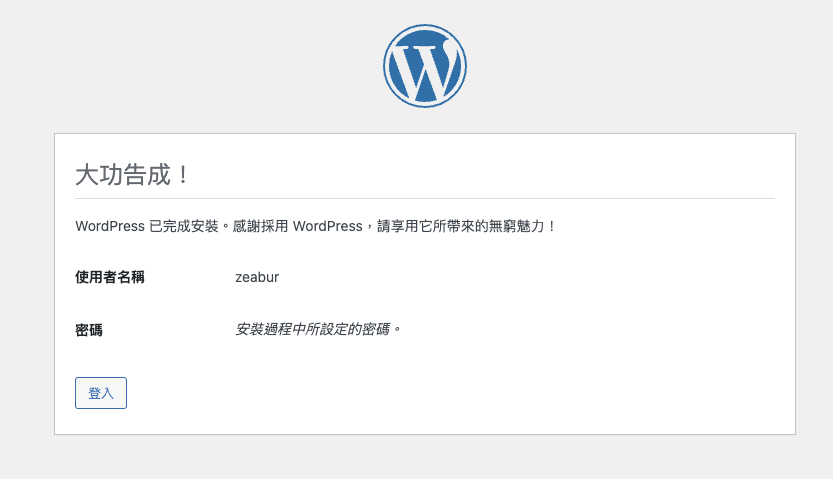 大功告成！
WordPress 已完成安裝。感謝採用 WordPress，請享用它所帶來的無窮魅力！
使用者名稱 zeabur
密碼 安裝過程中所設定的密碼。
登入